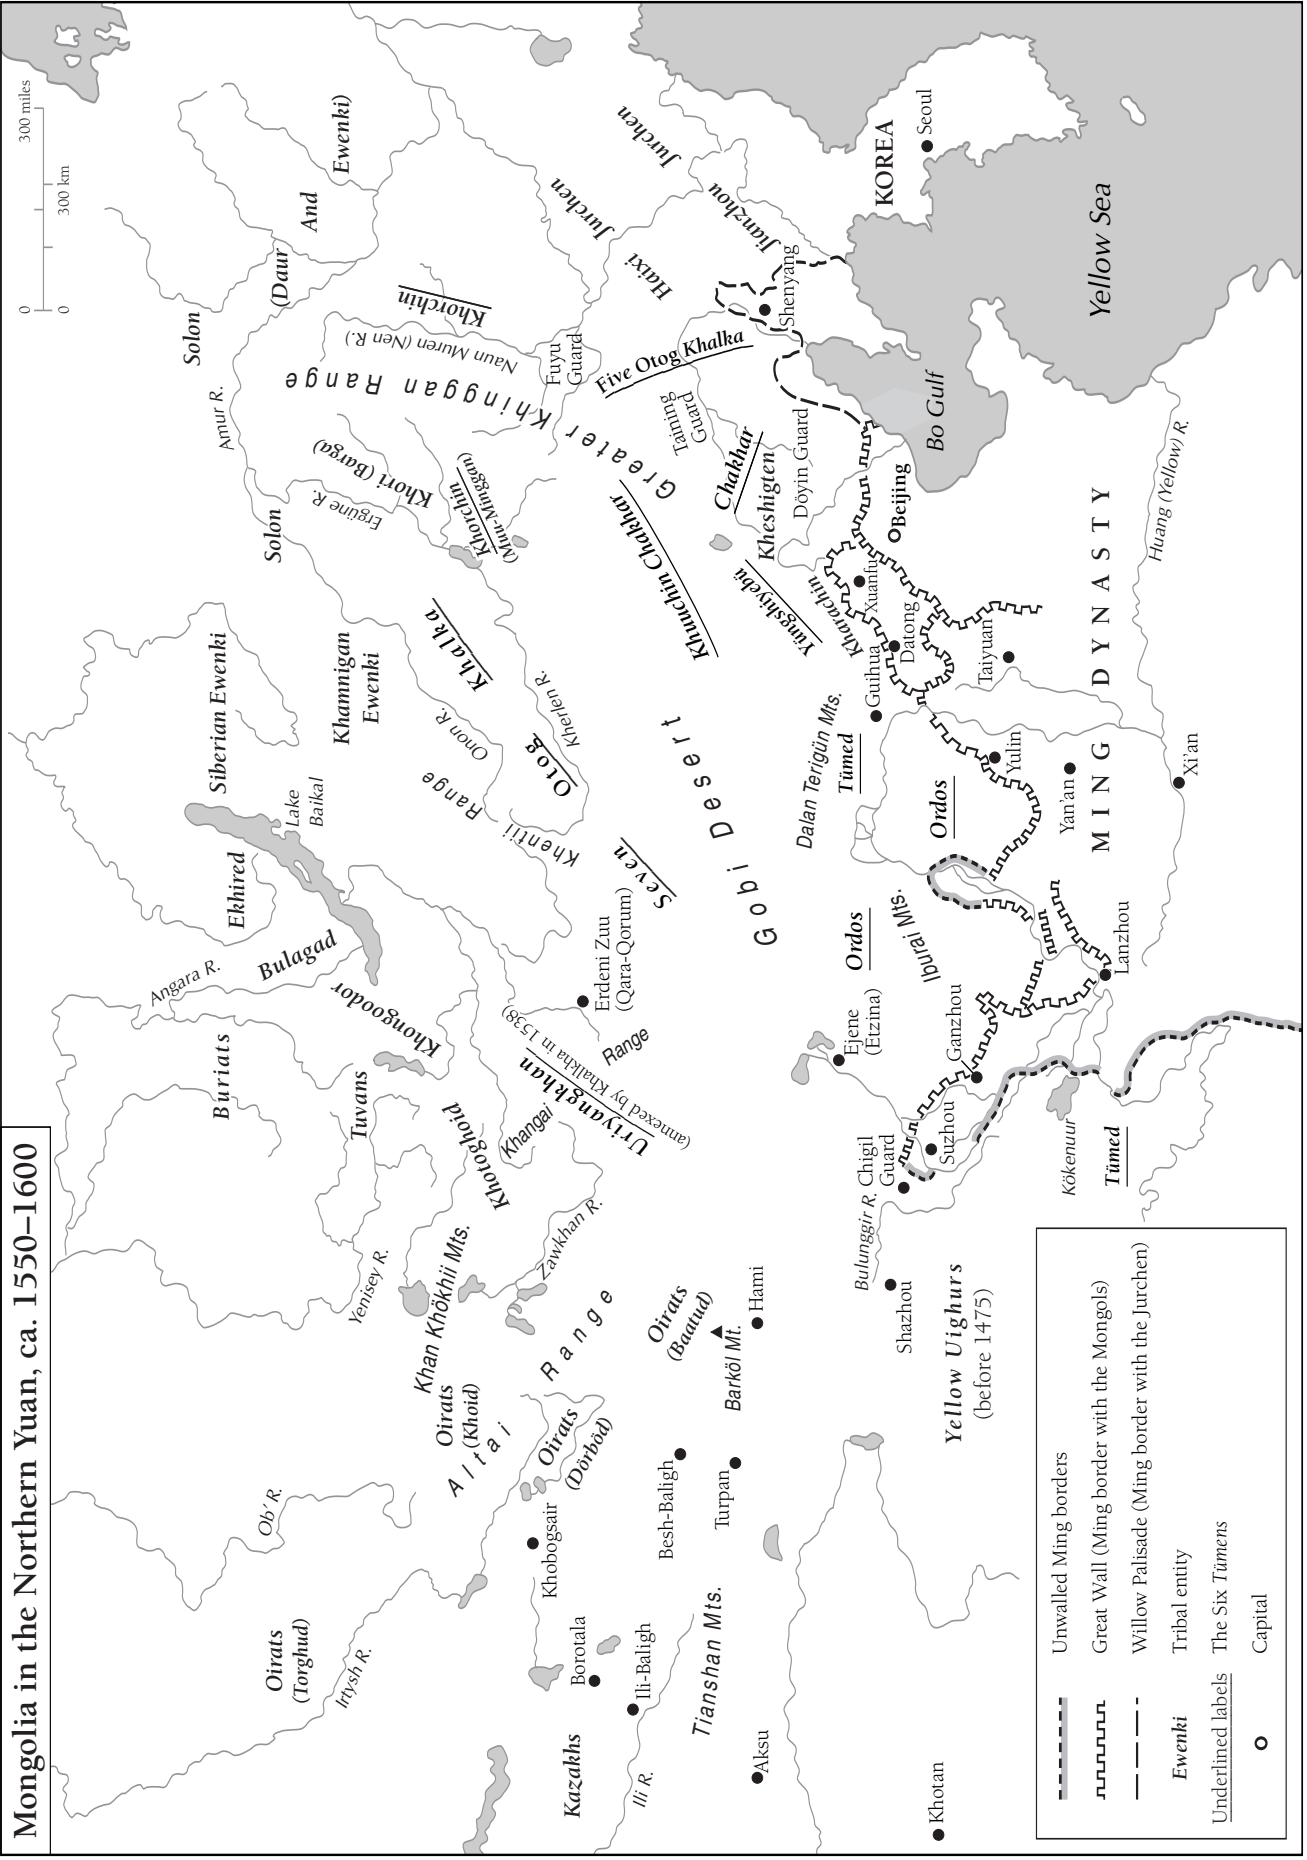 Mongolia in the Northern Yuan, ca. 1550–1600
0
300 miles
0
300 km
Ob' R.
Oirats
(Torghud)
Irtysh R.
Kazakhs
Ili R.
Borotala
Ili-Baligh
Khobogsair
Tianshan Mts.
Aksu
Khotan
Altai
Range
Oirats
(Khoid)
Oirats
(Dörböd)
Oirats
(Baatud)
Besh-Baligh
Turpan
Barköl Mt.
Hami
Khan Khökhii Mts.
Zawkhan R.
Yenisey R.
Buriats
Tuvans
Khotoghoid
Khangai
Range
Uriyangkhan
(annexed by Khalkha in 1538)
Khongoodor
Angara R.
Bulagad
Ekhired
Lake
Baikal
Siberian Ewenki
Khamnigan
Ewenki
Erdeni Zuu
(Qara-Qorum)
Seven
Otog
Khalka
Khentii
Range
Onon R.
Kherlen R.
Gobi Desert
Solon
Amur R.
Solon
(Daur
And
Ewenki)
Ergüne R.
Khori (Barga)
Khorchin
(Muu-Minggan)
Greater Khinggan Range
Naun Muren (Nen R.)
Khorchin
Fuyu
Guard
Five Otog Khalka
Taining
Guard
Haixi
Jurchen
Jianzhou
Jurchen
Shenyang
Khuuchin Chakhar
Chakhar
Kheshigten
Döyin Guard
Yüngshiyebü
Kharachin
Beijing
Xuanfu
Datong
Guihua
Taiyuan
Dalan Terigün Mts.
Tümed
Ordos
Yulin
Yan'an
Xi'an
MING DYNASTY
Huang (Yellow) R.
Bo Gulf
Yellow Sea
KOREA
Seoul
Ordos
Iburai Mts.
Lanzhou
Ejene
(Etzina)
Ganzhou
Suzhou
Chigil
Guard
Bulunggir R.
Shazhou
Kökenuur
Tümed
Yellow Uighurs
(before 1475)
Unwalled Ming borders
Great Wall (Ming border with the Mongols)
Willow Palisade (Ming border with the Jurchen)
Ewenki
Tribal entity
Underlined labels
The Six Tümens
Capital